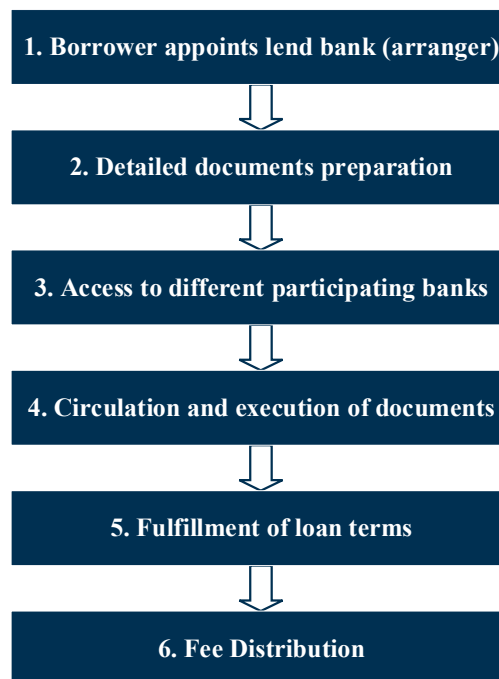 1. Borrower appoints lend bank (arranger)
2. Detailed documents preparation
3. Access to different participating banks
4. Circulation and execution of documents
5. Fulfillment of loan terms
6. Fee Distribution